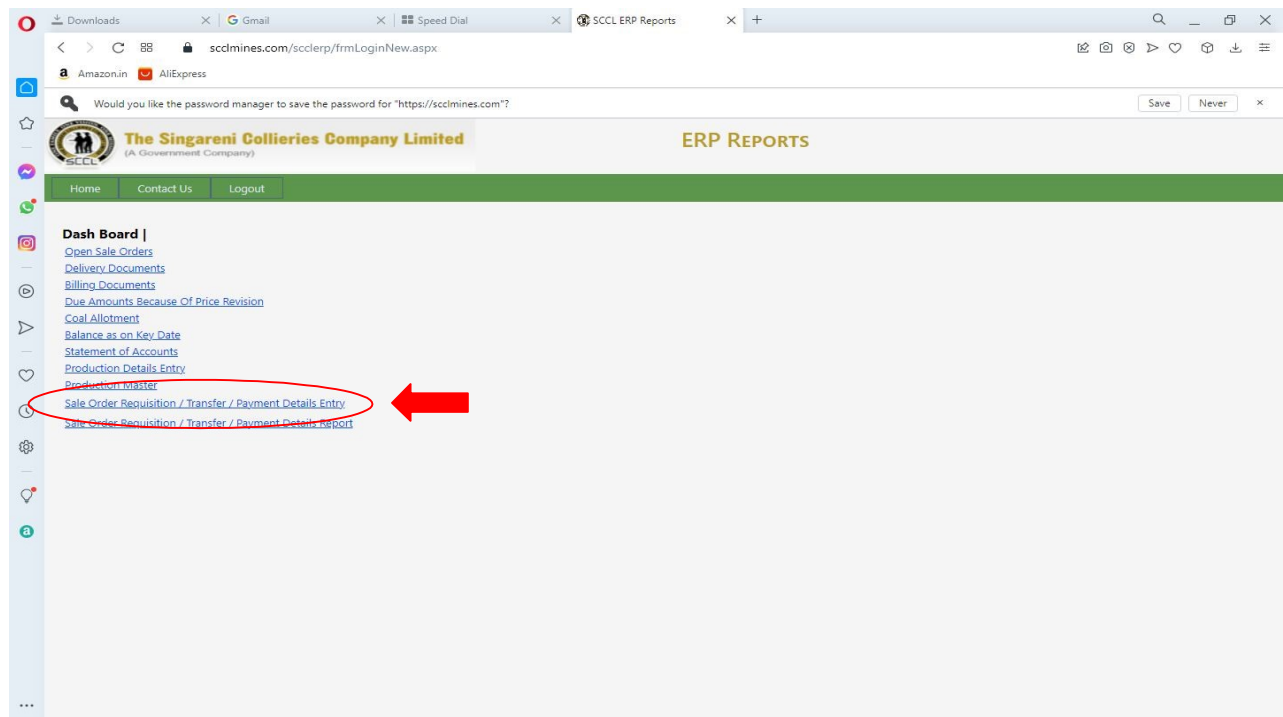 Downloads
Gmail
Speed Dial
SCCL ERP Reports
scclmines.com/scclerp/frmLoginNew.aspx
Amazon.in
AliExpress
Would you like the password manager to save the password for "https://scclmines.com"?
Save
Never
SCCL
The Singareni Collieries Company Limited
(A Government Company)
ERP REPORTS
Home
Contact Us
Logout
Dash Board |
Open Sale Orders
Delivery Documents
Billing Documents
Due Amounts Because Of Price Revision
Coal Allotment
Balance as on Key Date
Statement of Accounts
Production Details Entry
Production Master
Sale Order Requisition / Transfer / Payment Details Entry
Sale Order Requisition / Transfer / Payment Details Report